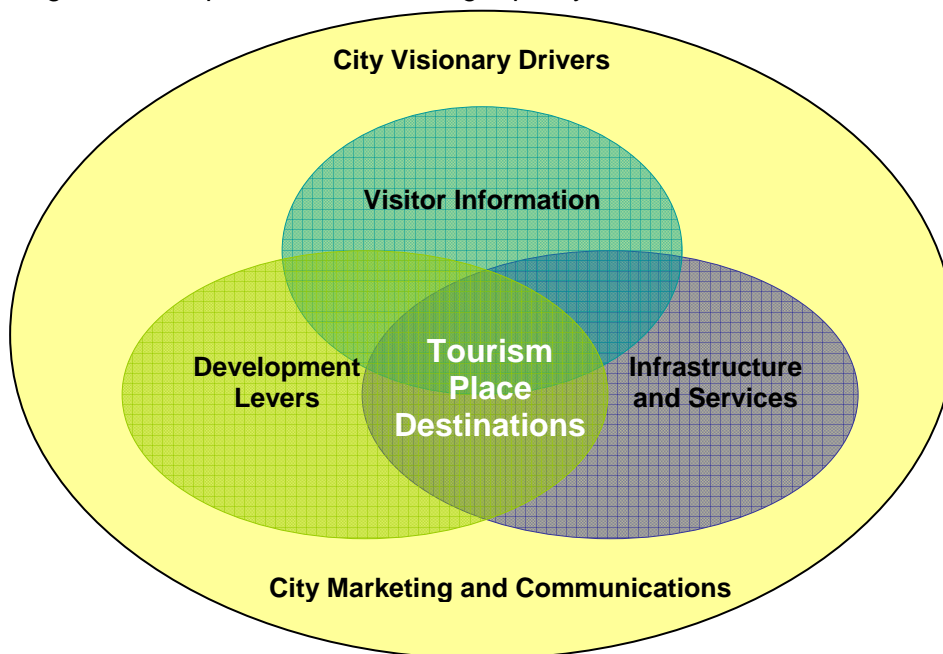 City Visionary Drivers
Visitor Information
Development
Levers
Tourism
Place
Destinations
Infrastructure
and Services
City Marketing and Communications